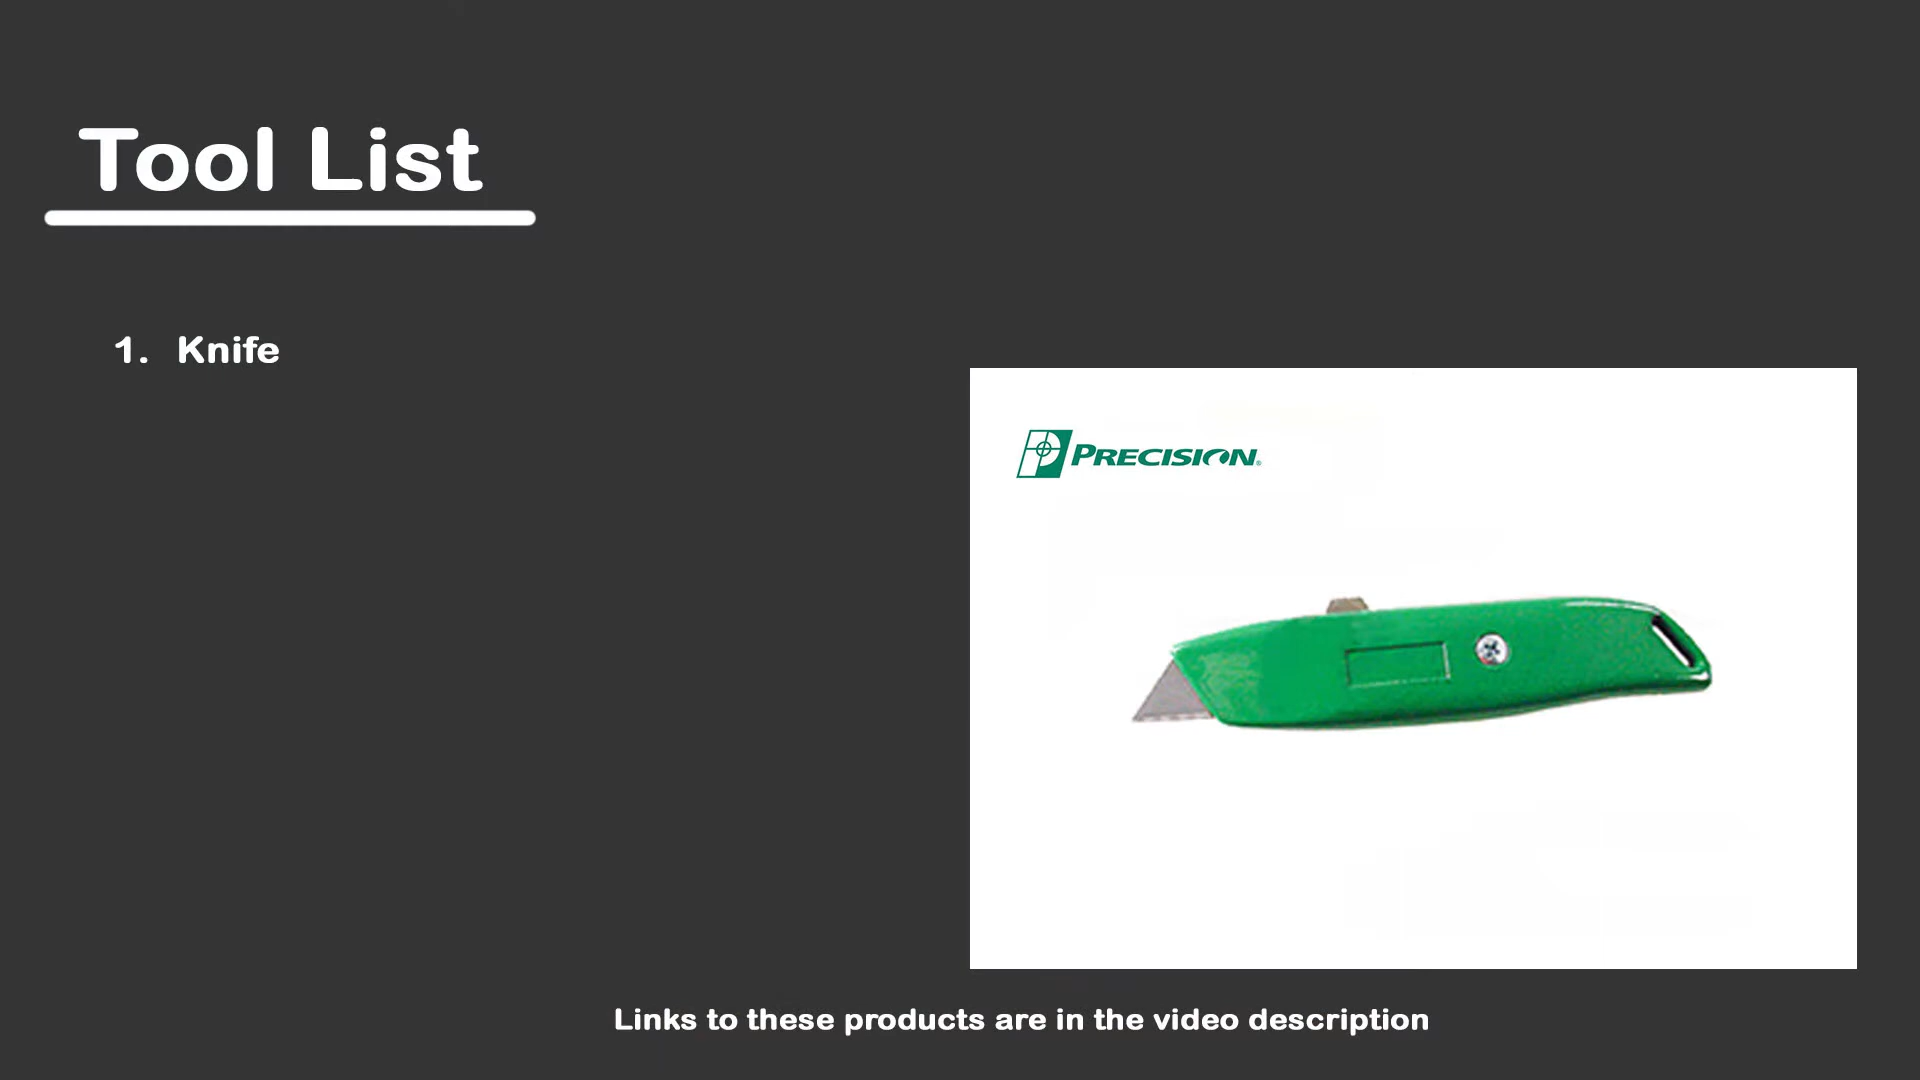 Tool List
1. Knife
PRECISION®
Links to these products are in the video description